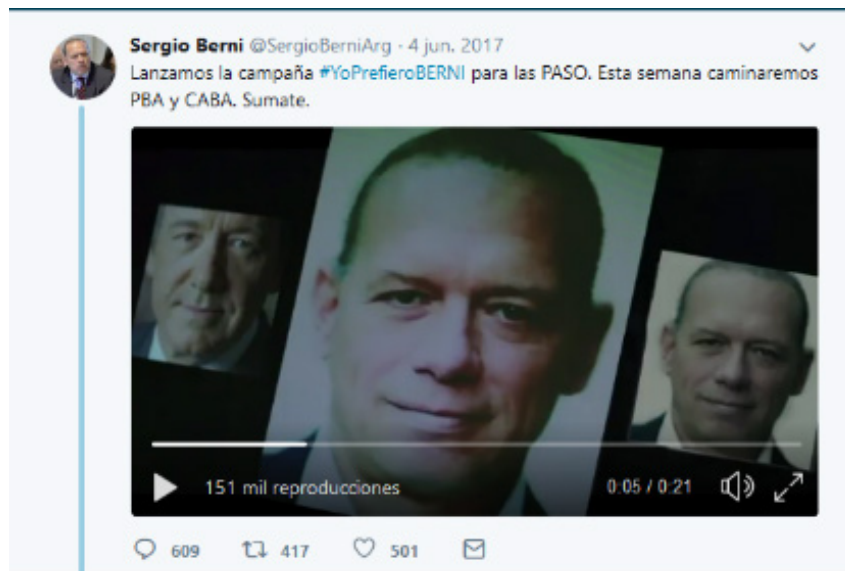 Sergio Berni @SergioBerniArg - 4 jun. 2017
Lanzamos la campaña #YoPrefieroBERNI para las PASO. Esta semana caminaremos
PBA y CABA. Sumate.
151 mil reproducciones 0:05 / 0:21
609 417 501